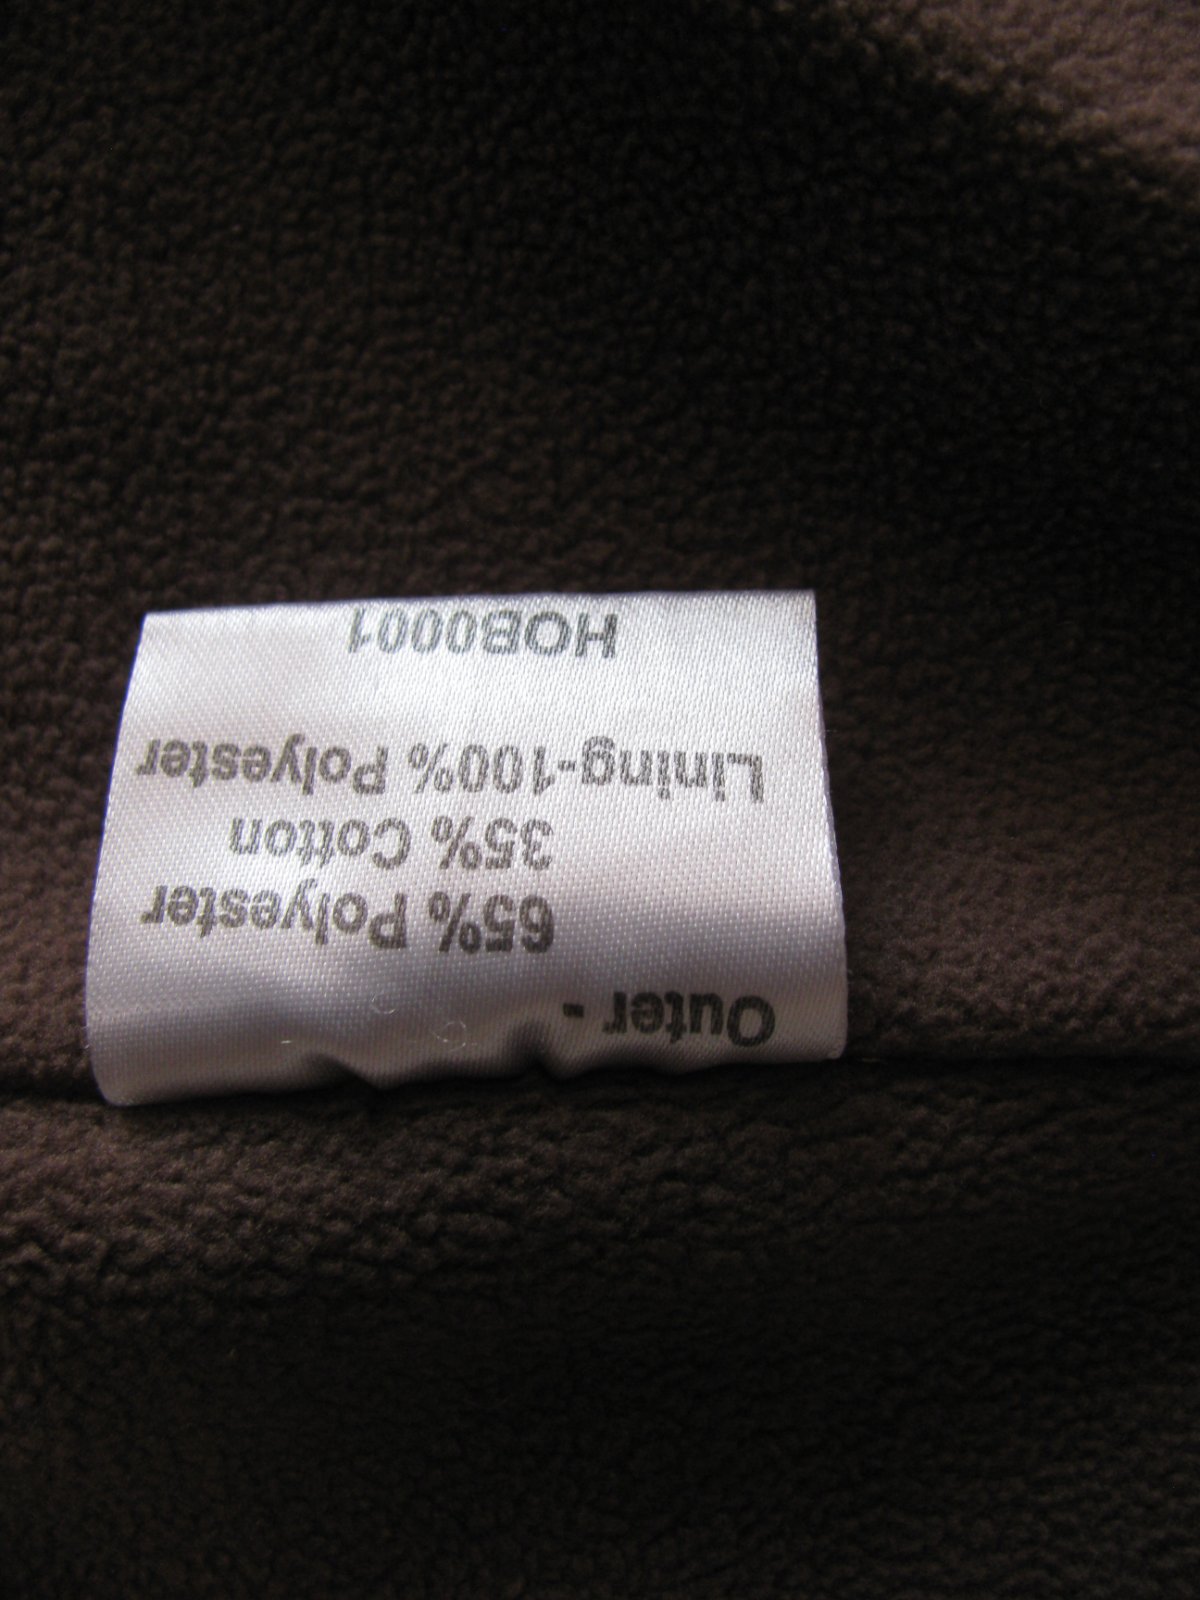 Outer -
65% Polyester
35% Cotton
Lining-100% Polyester
HOB0001